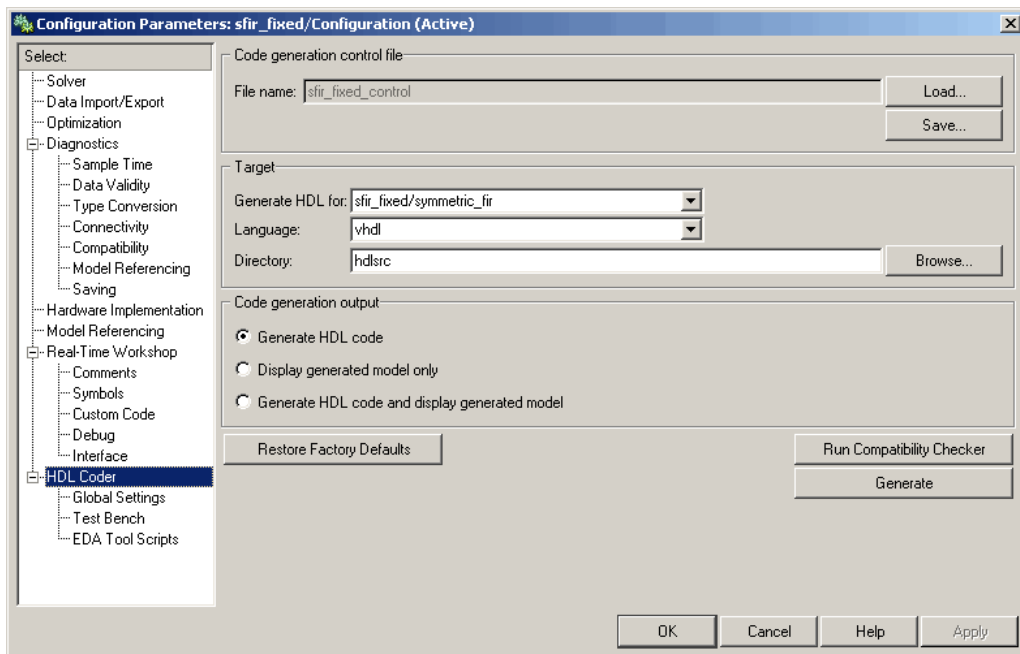 Configuration Parameters: sfir_fixed/Configuration (Active)
Select:
Solver
Data Import/Export
Optimization
Diagnostics
Sample Time
Data Validity
Type Conversion
Connectivity
Compatibility
Model Referencing
Saving
Hardware Implementation
Model Referencing
Real-Time Workshop
Comments
Symbols
Custom Code
Debug
Interface
HDL Coder
Global Settings
Test Bench
EDA Tool Scripts
Code generation control file
File name: sfir_fixed_control Load...
Save...
Target
Generate HDL for: sfir_fixed/symmetric_fir
Language: vhdl
Directory: hdlsrc Browse...
Code generation output
Generate HDL code
Display generated model only
Generate HDL code and display generated model
Restore Factory Defaults Run Compatibility Checker
Generate
OK Cancel Help Apply